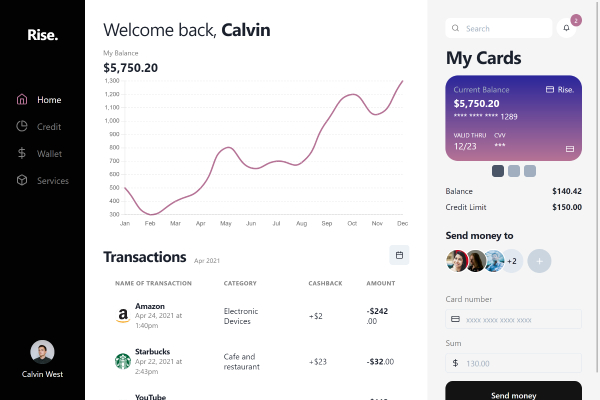 Rise.
Home
Credit
Wallet
Services
Calvin West
Welcome back, Calvin
My Balance
$5,750.20
1,300
1,200
1,100
1,000
900
800
700
600
500
400
300
Jan Feb Mar Apr May Jun Jul Aug Sep Oct Nov Dec
Transactions Apr 2021
NAME OF TRANSACTION CATEGORY CASHBACK AMOUNT
Amazon
Apr 24, 2021 at
1:40pm
Electronic
Devices
+$2
-$242
.00
Starbucks
Apr 22, 2021 at
2:43pm
Cafe and
restaurant
+$23
-$32.00
YouTube
Search
2
My Cards
Current Balance Rise.
$5,750.20
**** **** **** 1289
VALID THRU CVV
12/23 ***
Balance $140.42
Credit Limit $150.00
Send money to
+2
+
Card number
xxxx xxxx xxxx xxxx
Sum
$ 130.00
Send money